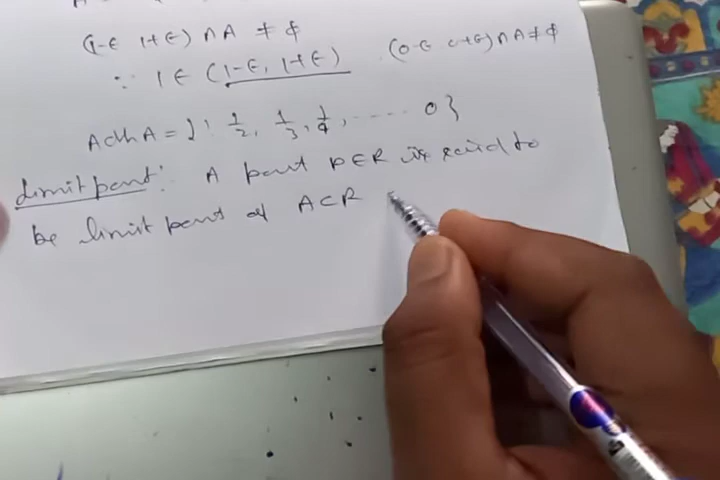 (1-ϵ 1+ϵ) ∩ A ≠ ϕ
∵ 1 ∈ (1-ϵ, 1+ϵ) (0-ϵ 0+ϵ) ∩ A ≠ ϕ
Adh A = { 1, 1/2, 1/3, 1/4, ..... 0}
Limit point: A point P∈R is said to
be limit point of A⊂R